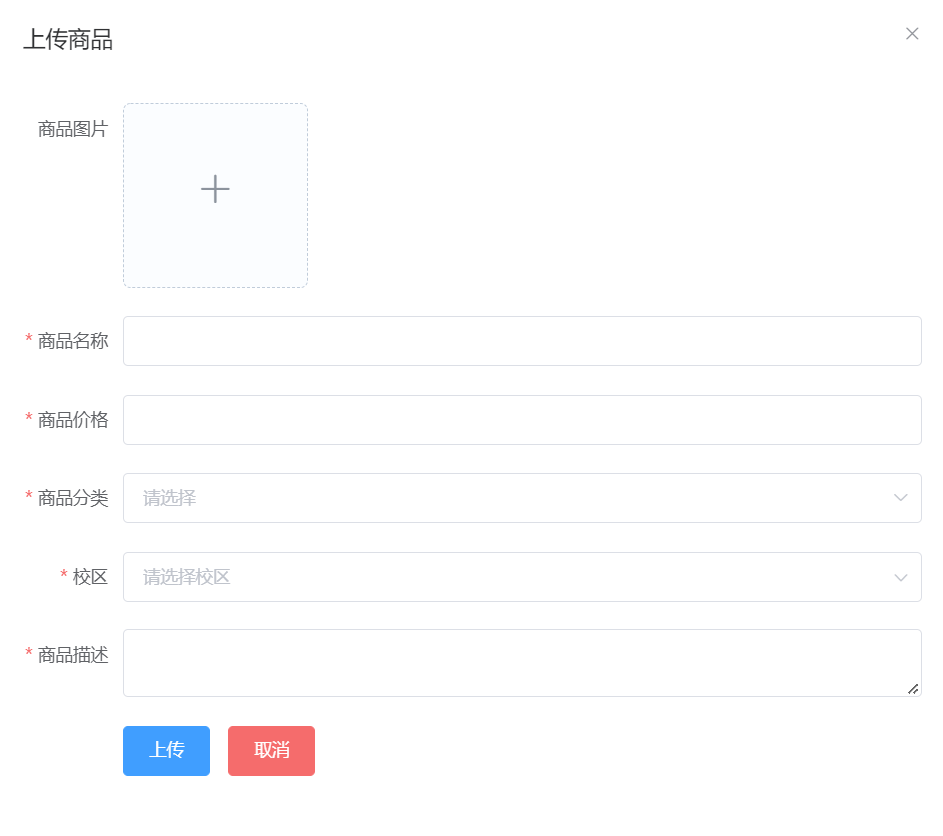 上传商品
商品图片
* 商品名称
* 商品价格
* 商品分类 请选择
* 校区 请选择校区
* 商品描述
上传 取消